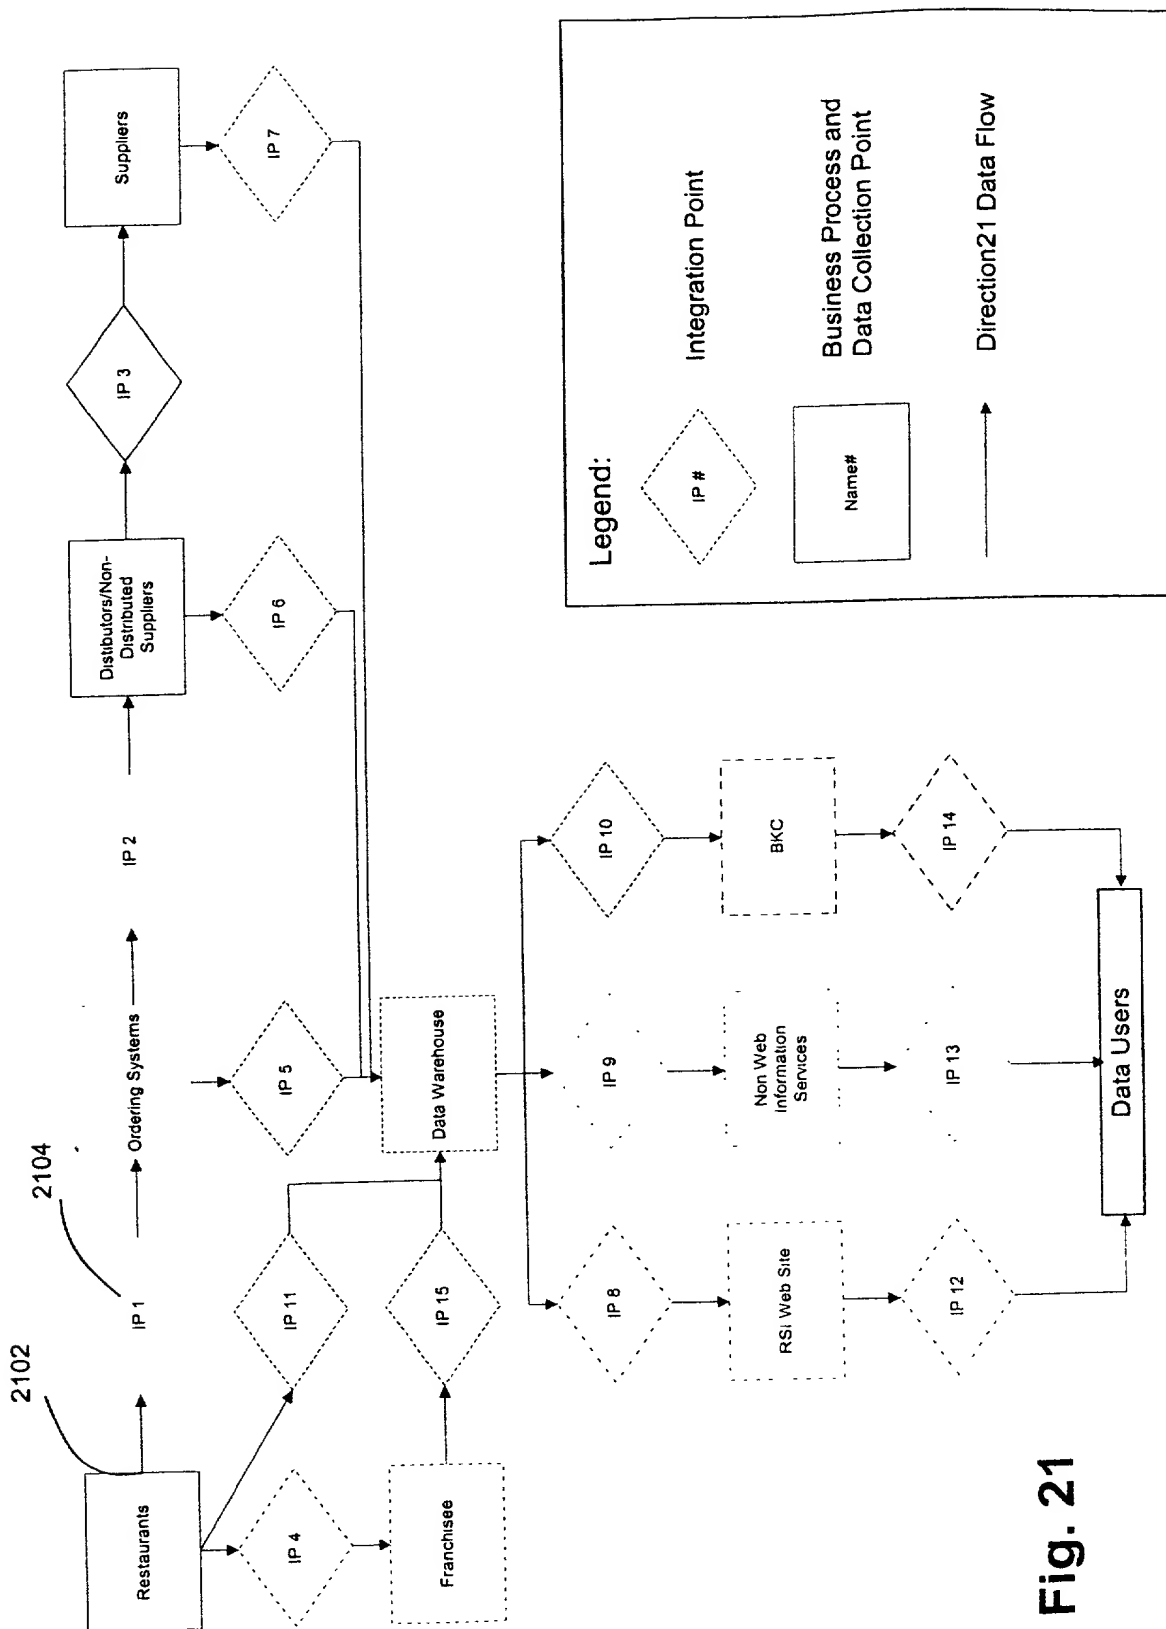 2102
2104
Restaurants
IP 1
Ordering Systems
IP 2
Distibutors/Non-
Distributed
Suppliers
IP 3
Suppliers
IP 4
IP 11
IP 5
IP 6
IP 7
Franchisee
IP 15
Data Warehouse
IP 8
IP 9
IP 10
RSI Web Site
Non Web
Information
Services
BKC
IP 12
IP 13
IP 14
Data Users
Legend:
IP #
Integration Point
Name#
Business Process and
Data Collection Point
Direction21 Data Flow
Fig. 21